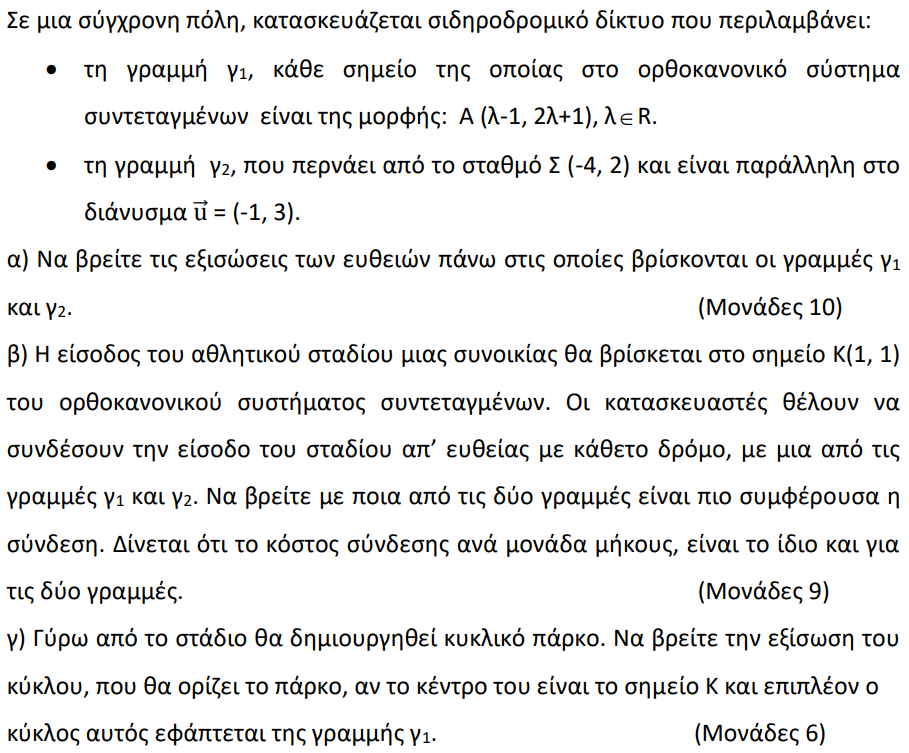 Σε μια σύγχρονη πόλη, κατασκευάζεται σιδηροδρομικό δίκτυο που περιλαμβάνει:
• τη γραμμή γ₁, κάθε σημείο της οποίας στο ορθοκανονικό σύστημα
συντεταγμένων είναι της μορφής: Α (λ-1, 2λ+1), λ∈R.
• τη γραμμή γ₂, που περνάει από το σταθμό Σ (-4, 2) και είναι παράλληλη στο
διάνυσμα u⃗ = (-1, 3).
α) Να βρείτε τις εξισώσεις των ευθειών πάνω στις οποίες βρίσκονται οι γραμμές γ₁
και γ₂. (Μονάδες 10)
β) Η είσοδος του αθλητικού σταδίου μιας συνοικίας θα βρίσκεται στο σημείο Κ(1, 1)
του ορθοκανονικού συστήματος συντεταγμένων. Οι κατασκευαστές θέλουν να
συνδέσουν την είσοδο του σταδίου απ’ ευθείας με κάθετο δρόμο, με μια από τις
γραμμές γ₁ και γ₂. Να βρείτε με ποια από τις δύο γραμμές είναι πιο συμφέρουσα η
σύνδεση. Δίνεται ότι το κόστος σύνδεσης ανά μονάδα μήκους, είναι το ίδιο και για
τις δύο γραμμές. (Μονάδες 9)
γ) Γύρω από το στάδιο θα δημιουργηθεί κυκλικό πάρκο. Να βρείτε την εξίσωση του
κύκλου, που θα ορίζει το πάρκο, αν το κέντρο του είναι το σημείο Κ και επιπλέον ο
κύκλος αυτός εφάπτεται της γραμμής γ₁. (Μονάδες 6)